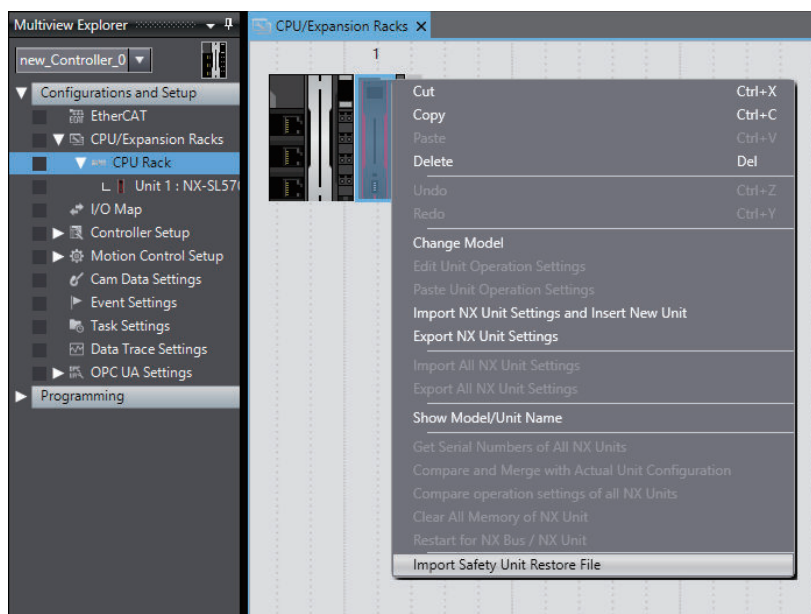 Multiview Explorer
new_Controller_0
Configurations and Setup
EtherCAT
CPU/Expansion Racks
CPU Rack
Unit 1 : NX-SL570
I/O Map
Controller Setup
Motion Control Setup
Cam Data Settings
Event Settings
Task Settings
Data Trace Settings
OPC UA Settings
Programming
CPU/Expansion Racks
1
Cut Ctrl+X
Copy Ctrl+C
Paste Ctrl+V
Delete Del
Undo Ctrl+Z
Redo Ctrl+Y
Change Model
Edit Unit Operation Settings
Paste Unit Operation Settings
Import NX Unit Settings and Insert New Unit
Export NX Unit Settings
Import All NX Unit Settings
Export All NX Unit Settings
Show Model/Unit Name
Get Serial Numbers of All NX Units
Compare and Merge with Actual Unit Configuration
Compare operation settings of all NX Units
Clear All Memory of NX Unit
Restart for NX Bus / NX Unit
Import Safety Unit Restore File